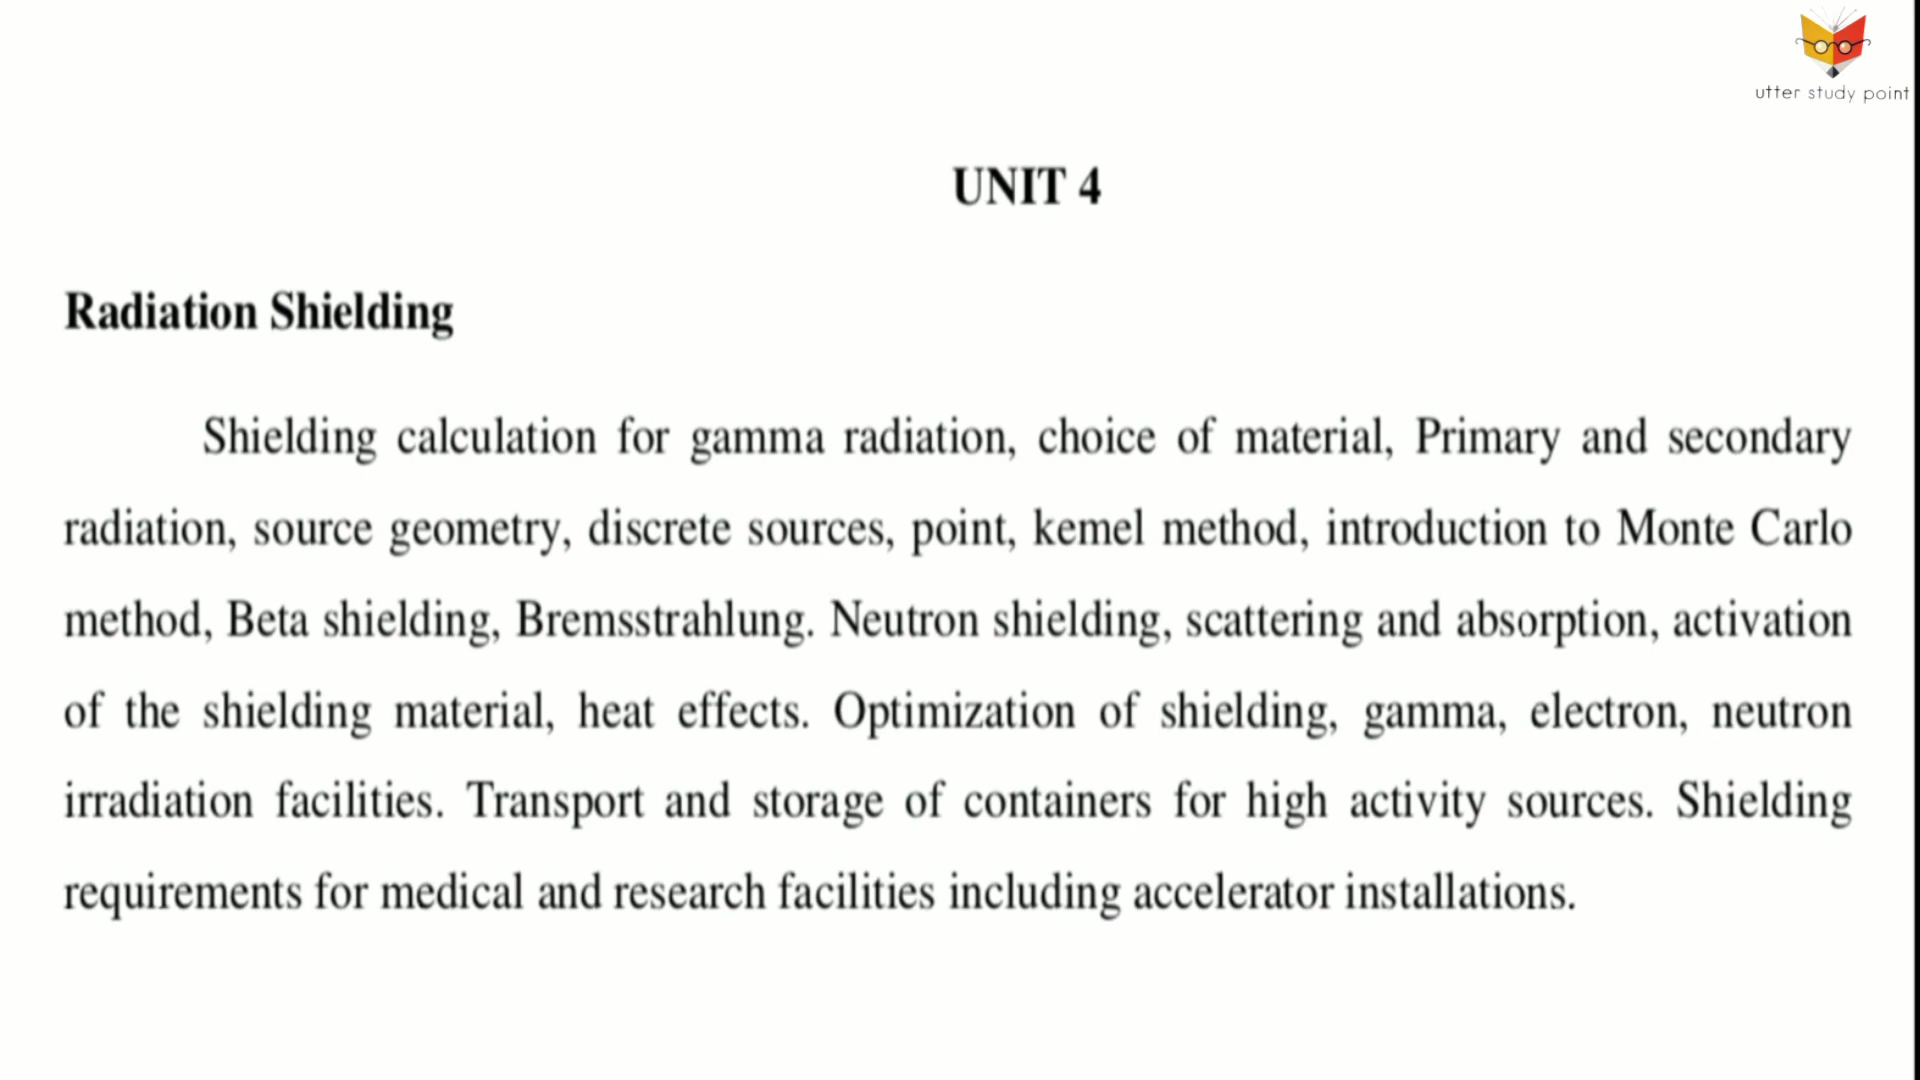 utter study point
UNIT 4
Radiation Shielding
Shielding calculation for gamma radiation, choice of material, Primary and secondary
radiation, source geometry, discrete sources, point, kemel method, introduction to Monte Carlo
method, Beta shielding, Bremsstrahlung. Neutron shielding, scattering and absorption, activation
of the shielding material, heat effects. Optimization of shielding, gamma, electron, neutron
irradiation facilities. Transport and storage of containers for high activity sources. Shielding
requirements for medical and research facilities including accelerator installations.